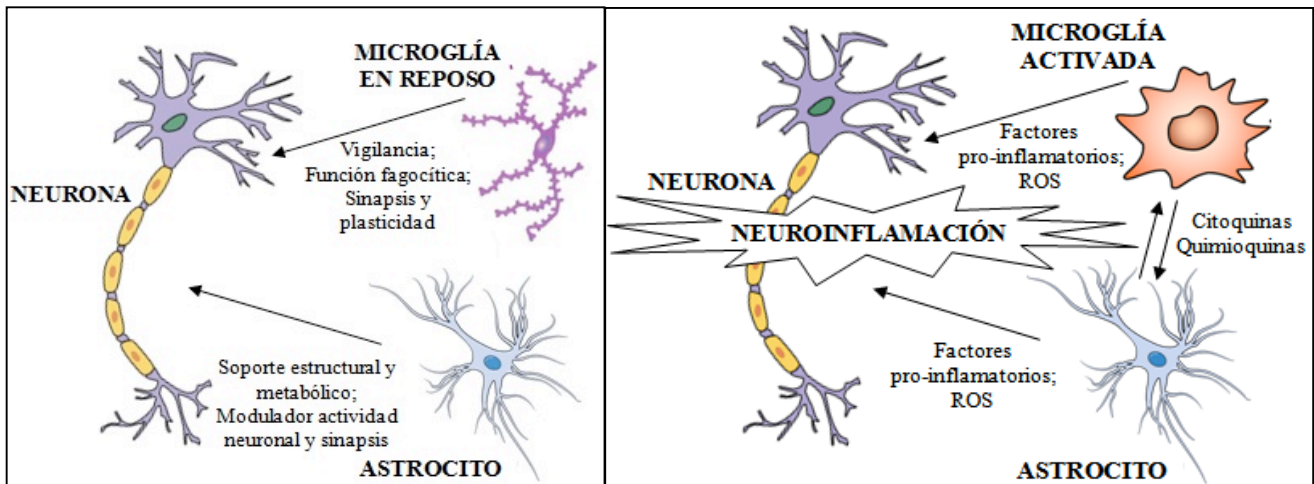 MICROGLÍA
EN REPOSO
Vigilancia;
Función fagocítica;
Sinapsis y
plasticidad
NEURONA
Soporte estructural y
metabólico;
Modulador actividad
neuronal y sinapsis
ASTROCITO
MICROGLÍA
ACTIVADA
Factores
pro-inflamatorios;
ROS
NEURONA
NEUROINFLAMACIÓN
Citoquinas
Quimioquinas
Factores
pro-inflamatorios;
ROS
ASTROCITO